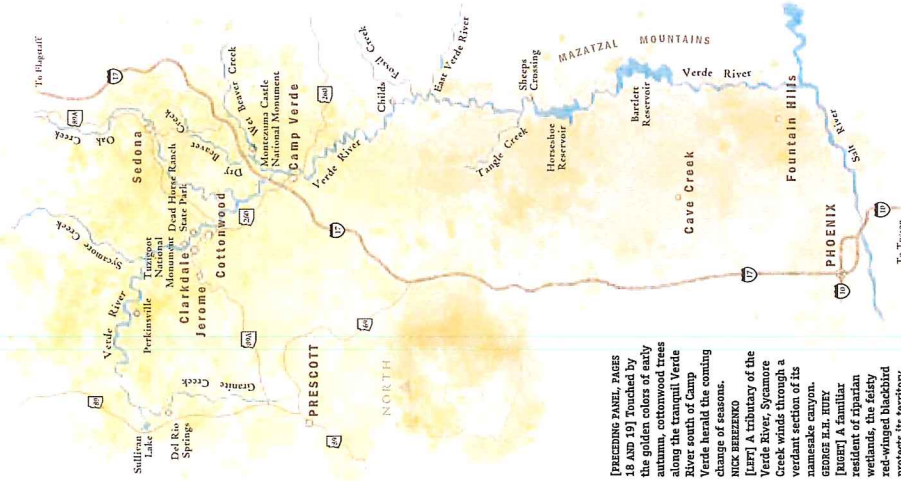 To Flagstaff
17
89A
Oak Creek
Sedona
Dry Beaver Creek
Wet Beaver Creek
Montezuma Castle
National Monument
Camp Verde
260
Fossil Creek
Childs
East Verde River
Verde River
Sheeps
Crossing
MAZATZAL MOUNTAINS
Tangle Creek
Horseshoe
Reservoir
Bartlett
Reservoir
Verde River
Cave Creek
Fountain Hills
Salt River
PHOENIX
10
10
17
17
Sycamore Creek
Tuzigoot
National
Monument
Dead Horse Ranch
State Park
Cottonwood
260
Clarkdale
Jerome
Verde River
Perkinsville
89A
69
89
Sullivan
Lake
Del Rio
Springs
Granite Creek
PRESCOTT
89
NORTH
[PRECEDING PANEL, PAGES
18 AND 19] Touched by
the golden colors of early
autumn, cottonwood trees
along the tranquil Verde
River south of Camp
Verde herald the coming
change of seasons.
NICK BEREZENKO
[LEFT] A tributary of the
Verde River, Sycamore
Creek winds through a
verdant section of its
namesake canyon.
GEORGE H.H. HUEY
[RIGHT] A familiar
resident of riparian
wetlands, the feisty
red-winged blackbird
protects its territory